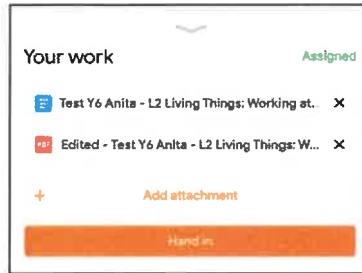 Your work
Assigned
Test Y6 Anita - L2 Living Things: Working at..
Edited - Test Y6 Anita - L2 Living Things: W...
PDF
+ Add attachment
Hand in